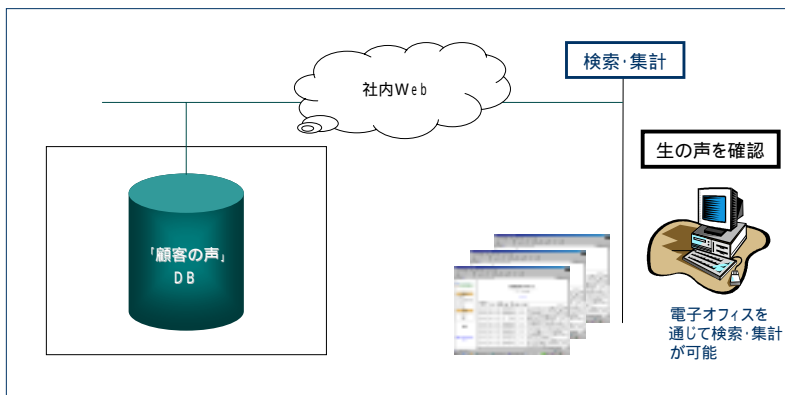 検索・集計
社内Web
生の声を確認
「顧客の声」
DB
電子オフィスを
通じて検索・集計
が可能